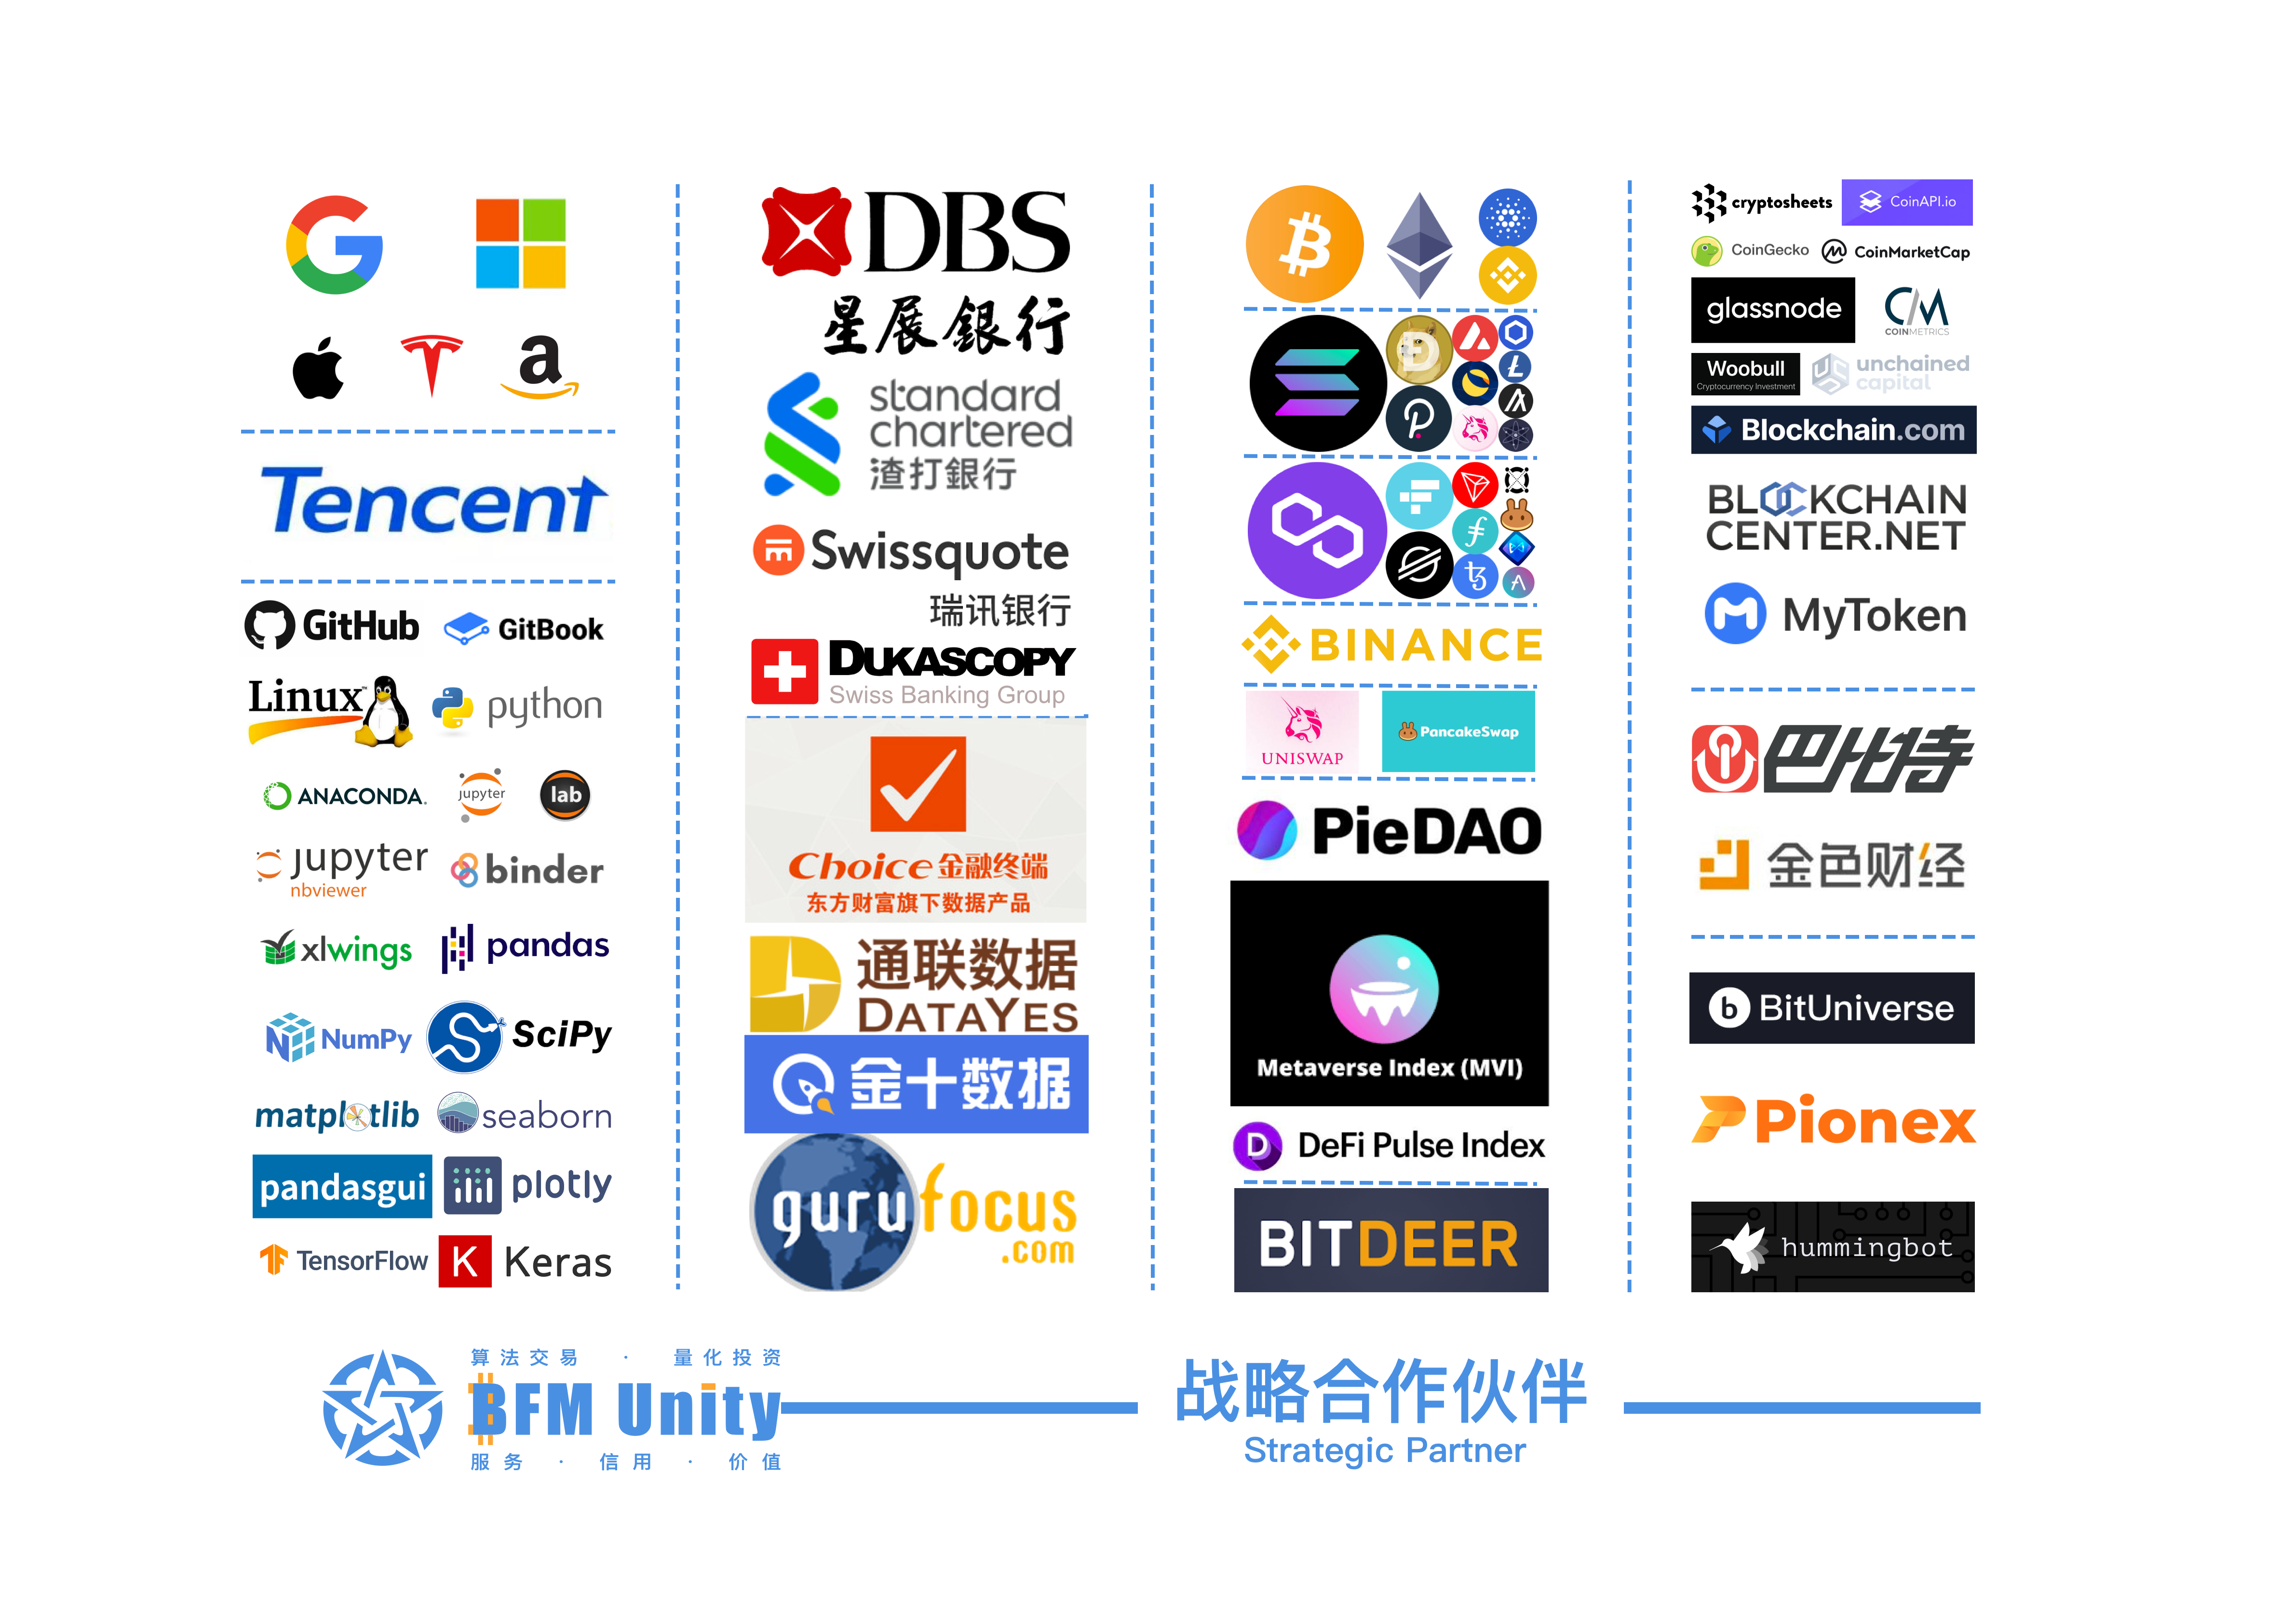 Tencent
GitHub
GitBook
Linux™
python
ANACONDA.
jupyter
lab
jupyter
nbviewer
binder
xlwings
pandas
NumPy
SciPy
matplotlib
seaborn
pandasgui
plotly
TensorFlow
K Keras
DBS
星展銀行
standard
chartered
渣打銀行
Swissquote
瑞讯银行
DUKASCOPY
Swiss Banking Group
Choice 金融终端
东方财富旗下数据产品
通联数据
DATAYES
金十数据
gurufocus
.com
BINANCE
UNISWAP
PancakeSwap
PieDAO
Metaverse Index (MVI)
DeFi Pulse Index
BITDEER
cryptosheets
CoinAPI.io
CoinGecko
CoinMarketCap
glassnode
CM
COINMETRICS
Woobull
Cryptocurrency Investment
unchained
capital
Blockchain.com
BLOCKCHAIN
CENTER.NET
MyToken
巴比特
金色财经
b BitUniverse
Pionex
hummingbot
算法交易 · 量化投资
BFM Unity
服务 · 信用 · 价值
战略合作伙伴
Strategic Partner